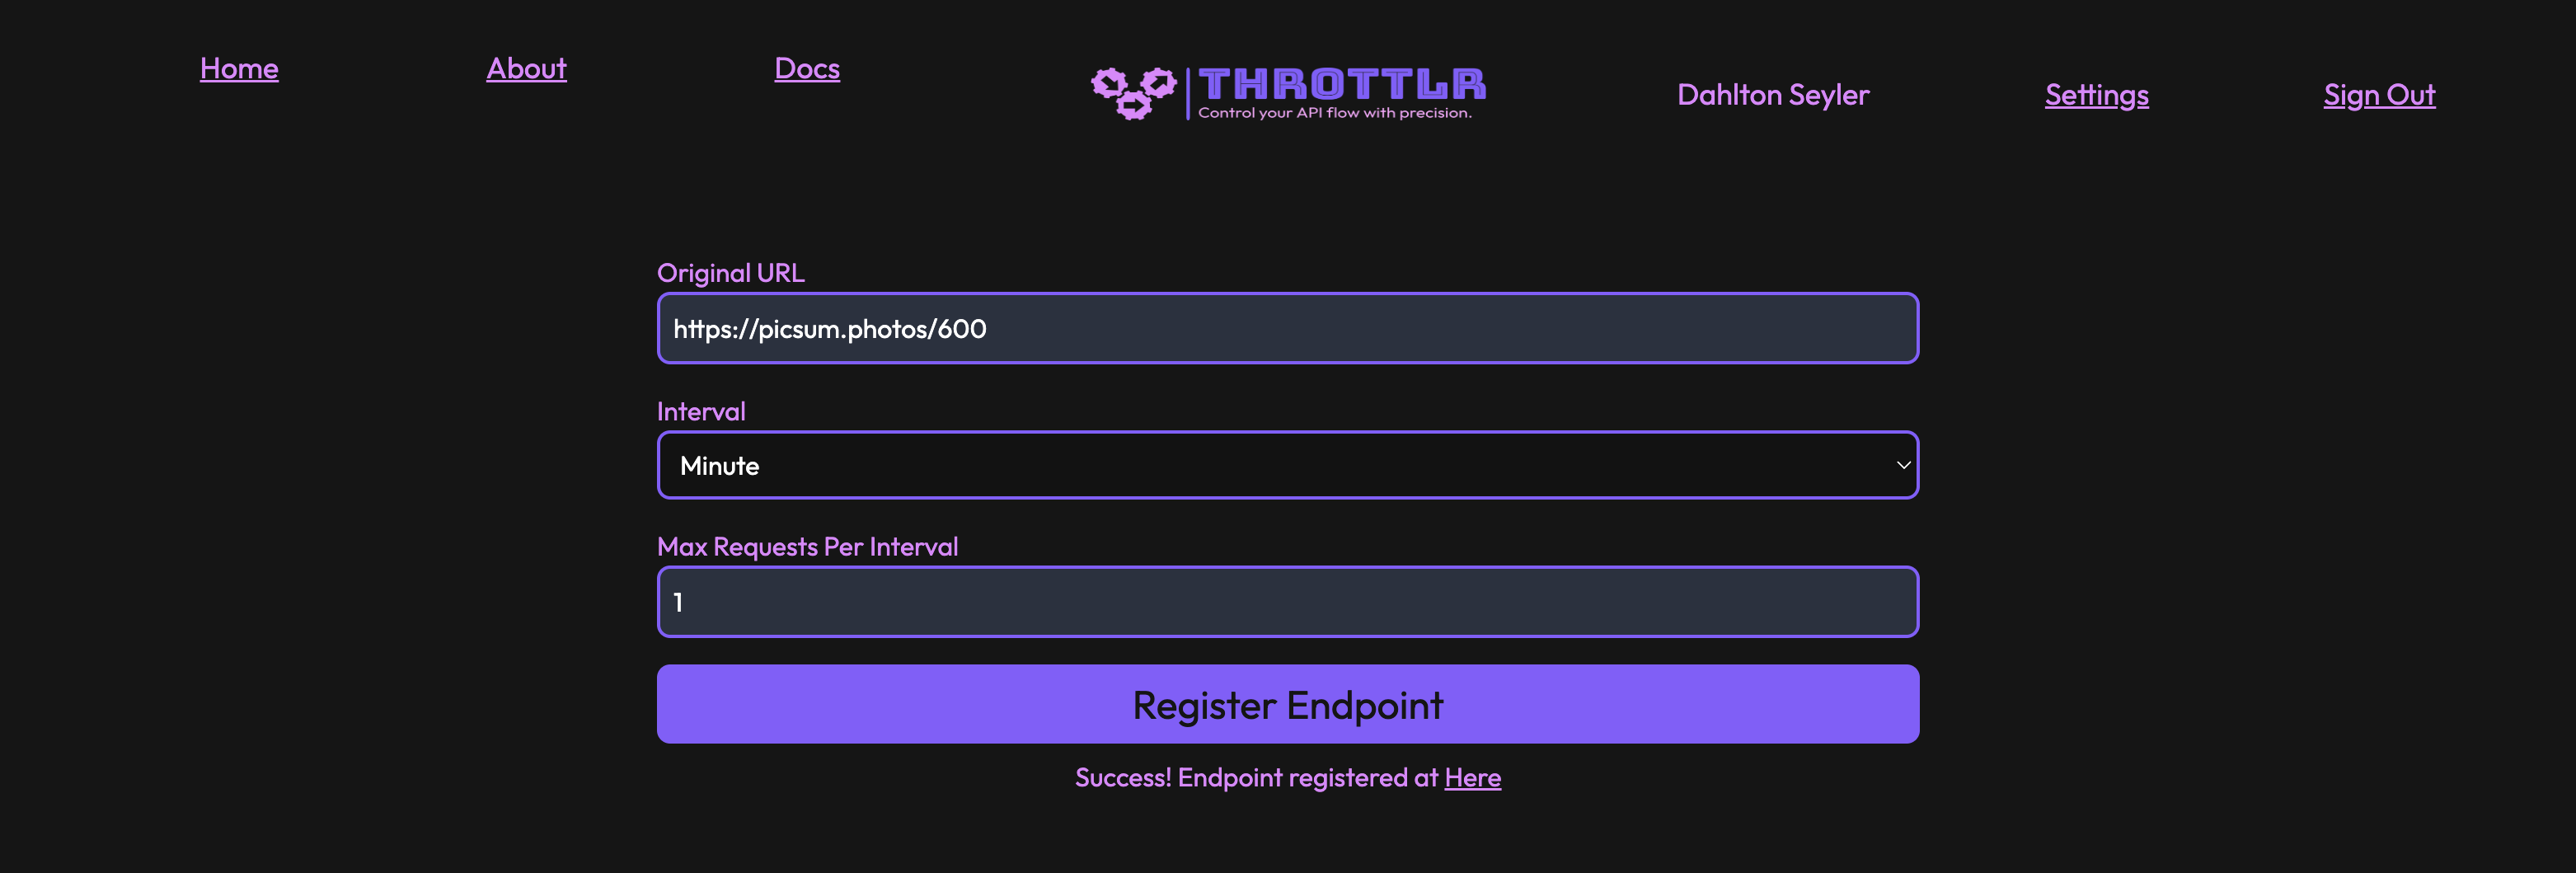 Home About Docs
THROTTLR
Control your API flow with precision.
Dahlton Seyler Settings Sign Out
Original URL
https://picsum.photos/600
Interval
Minute
Max Requests Per Interval
1
Register Endpoint
Success! Endpoint registered at Here